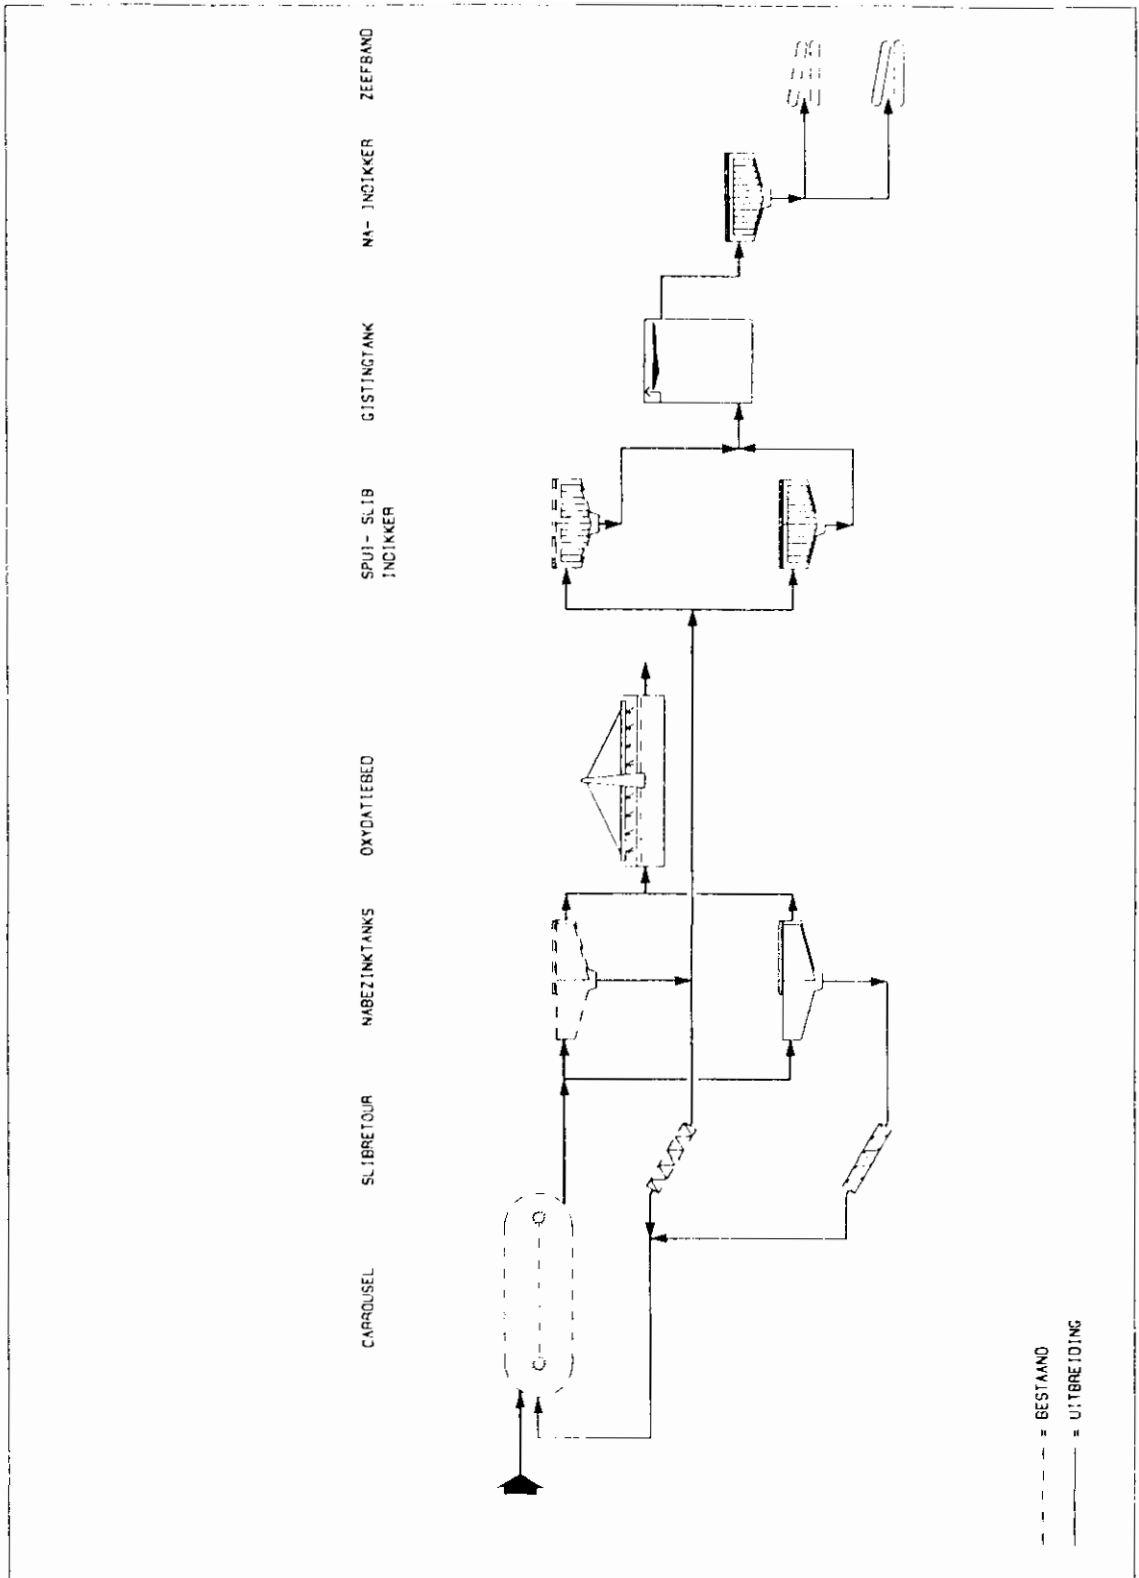 CARROUSEL
SLIBRETOUR
NABEZINKTANKS
OXYDATIEBED
SPUI- SLIB
INDIKKER
GISTINGTANK
NA- INDIKKER
ZEEFBAND
= BESTAAND
= UITBREIDING